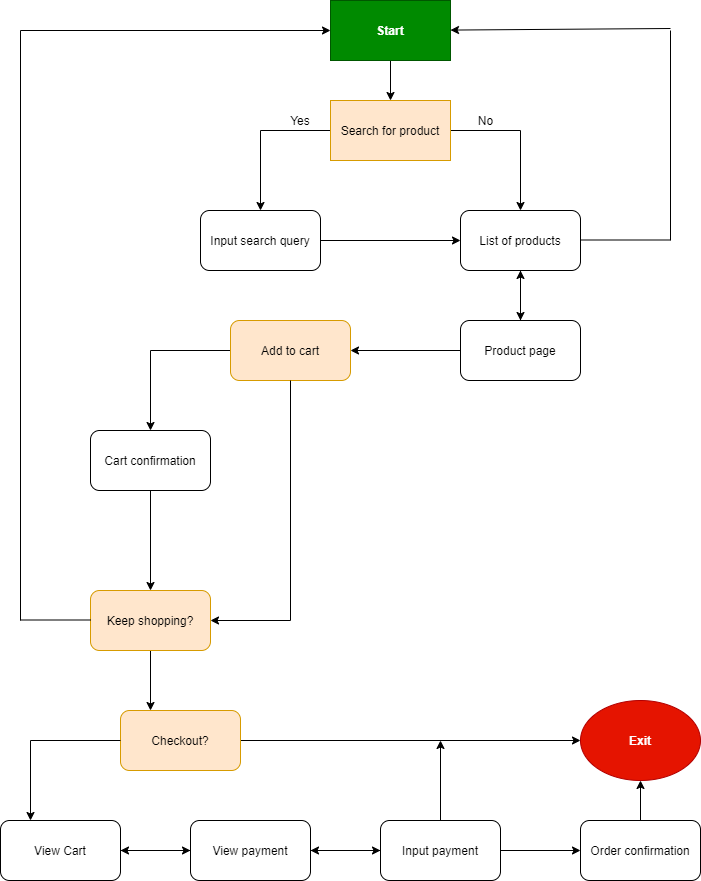 Start
Search for product
Yes
No
Input search query
List of products
Add to cart
Product page
Cart confirmation
Keep shopping?
Checkout?
Exit
View Cart
View payment
Input payment
Order confirmation